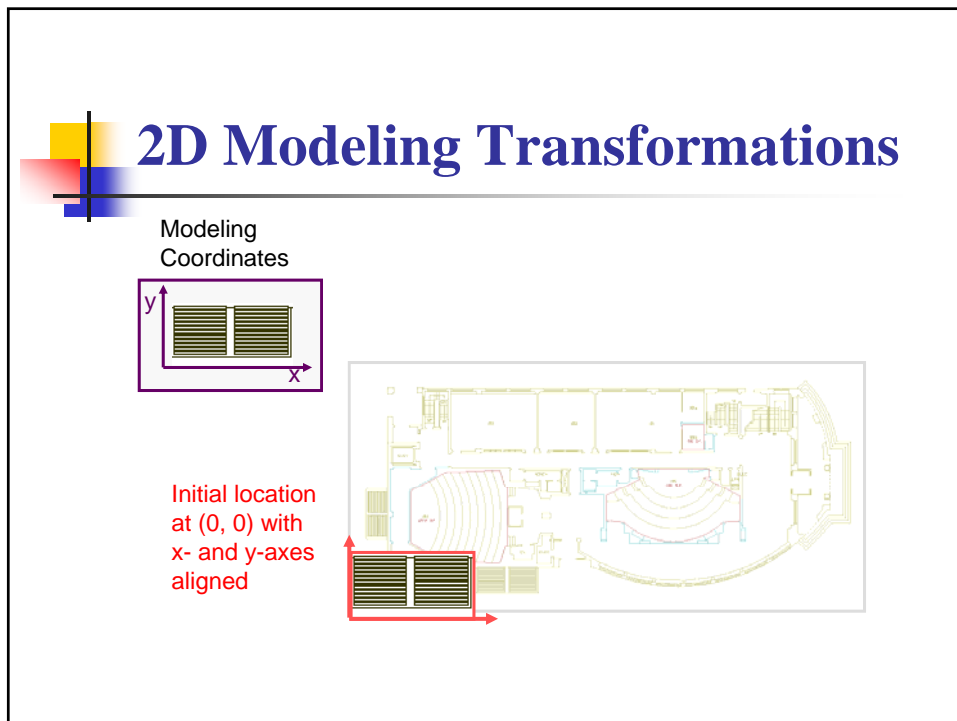 2D Modeling Transformations
Modeling
Coordinates
y
x
Initial location
at (0, 0) with
x- and y-axes
aligned